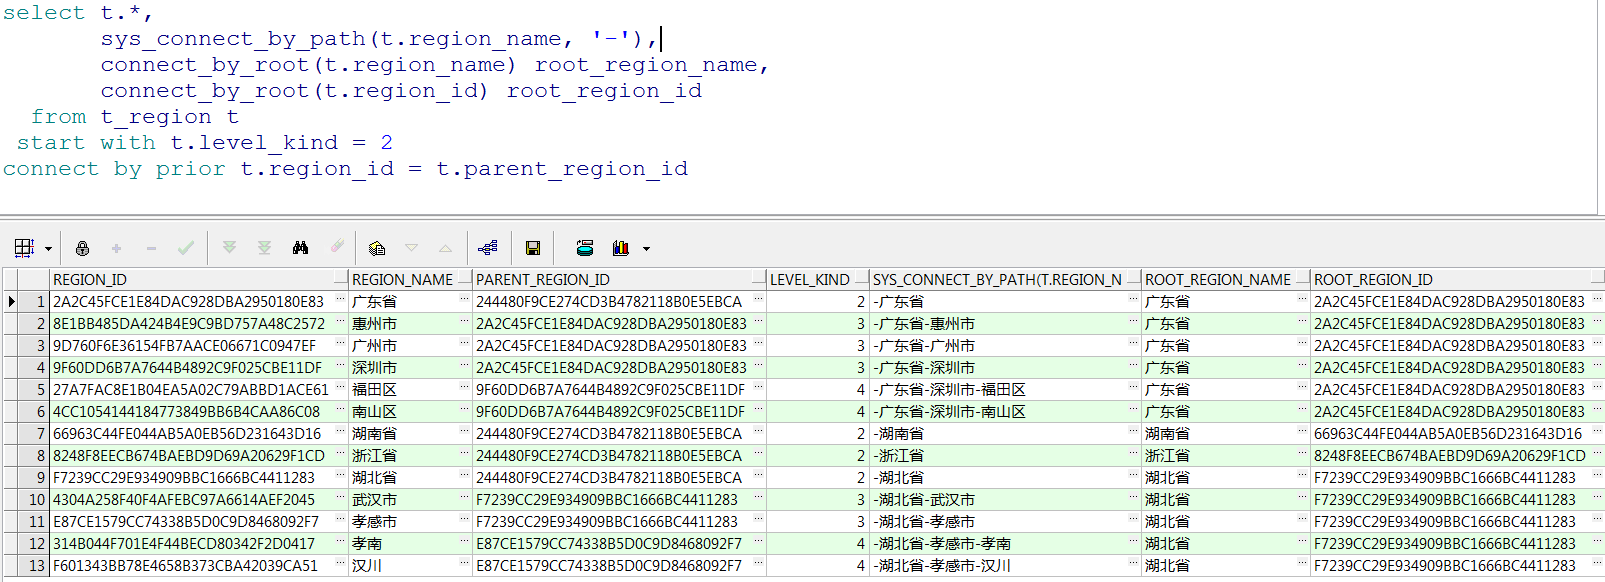 select t.*,
sys_connect_by_path(t.region_name, '-'),
connect_by_root(t.region_name) root_region_name,
connect_by_root(t.region_id) root_region_id
from t_region t
start with t.level_kind = 2
connect by prior t.region_id = t.parent_region_id
REGION_ID REGION_NAME PARENT_REGION_ID LEVEL_KIND SYS_CONNECT_BY_PATH(T.REGION_N ROOT_REGION_NAME ROOT_REGION_ID
1 2A2C45FCE1E84DAC928DBA2950180E83 ... 广东省 ... 244480F9CE274CD3B4782118B0E5EBCA ... 2 -广东省 ... 广东省 ... 2A2C45FCE1E84DAC928DBA2950180E83 ...
2 8E1BB485DA424B4E9C9BD757A48C2572 ... 惠州市 ... 2A2C45FCE1E84DAC928DBA2950180E83 ... 3 -广东省-惠州市 ... 广东省 ... 2A2C45FCE1E84DAC928DBA2950180E83 ...
3 9D760F6E36154FB7AACE06671C0947EF ... 广州市 ... 2A2C45FCE1E84DAC928DBA2950180E83 ... 3 -广东省-广州市 ... 广东省 ... 2A2C45FCE1E84DAC928DBA2950180E83 ...
4 9F60DD6B7A7644B4892C9F025CBE11DF ... 深圳市 ... 2A2C45FCE1E84DAC928DBA2950180E83 ... 3 -广东省-深圳市 ... 广东省 ... 2A2C45FCE1E84DAC928DBA2950180E83 ...
5 27A7FAC8E1B04EA5A02C79ABBD1ACE61 ... 福田区 ... 9F60DD6B7A7644B4892C9F025CBE11DF ... 4 -广东省-深圳市-福田区 ... 广东省 ... 2A2C45FCE1E84DAC928DBA2950180E83 ...
6 4CC1054144184773849BB6B4CAA86C08 ... 南山区 ... 9F60DD6B7A7644B4892C9F025CBE11DF ... 4 -广东省-深圳市-南山区 ... 广东省 ... 2A2C45FCE1E84DAC928DBA2950180E83 ...
7 66963C44FE044AB5A0EB56D231643D16 ... 湖南省 ... 244480F9CE274CD3B4782118B0E5EBCA ... 2 -湖南省 ... 湖南省 ... 66963C44FE044AB5A0EB56D231643D16 ...
8 8248F8EECB674BAEBD9D69A20629F1CD ... 浙江省 ... 244480F9CE274CD3B4782118B0E5EBCA ... 2 -浙江省 ... 浙江省 ... 8248F8EECB674BAEBD9D69A20629F1CD ...
9 F7239CC29E934909BBC1666BC4411283 ... 湖北省 ... 244480F9CE274CD3B4782118B0E5EBCA ... 2 -湖北省 ... 湖北省 ... F7239CC29E934909BBC1666BC4411283 ...
10 4304A258F40F4AFEBC97A6614AEF2045 ... 武汉市 ... F7239CC29E934909BBC1666BC4411283 ... 3 -湖北省-武汉市 ... 湖北省 ... F7239CC29E934909BBC1666BC4411283 ...
11 E87CE1579CC74338B5D0C9D8468092F7 ... 孝感市 ... F7239CC29E934909BBC1666BC4411283 ... 3 -湖北省-孝感市 ... 湖北省 ... F7239CC29E934909BBC1666BC4411283 ...
12 314B044F701E4F44BECD80342F2D0417 ... 孝南 ... E87CE1579CC74338B5D0C9D8468092F7 ... 4 -湖北省-孝感市-孝南 ... 湖北省 ... F7239CC29E934909BBC1666BC4411283 ...
13 F601343BB78E4658B373CBA42039CA51 ... 汉川 ... E87CE1579CC74338B5D0C9D8468092F7 ... 4 -湖北省-孝感市-汉川 ... 湖北省 ... F7239CC29E934909BBC1666BC4411283 ...